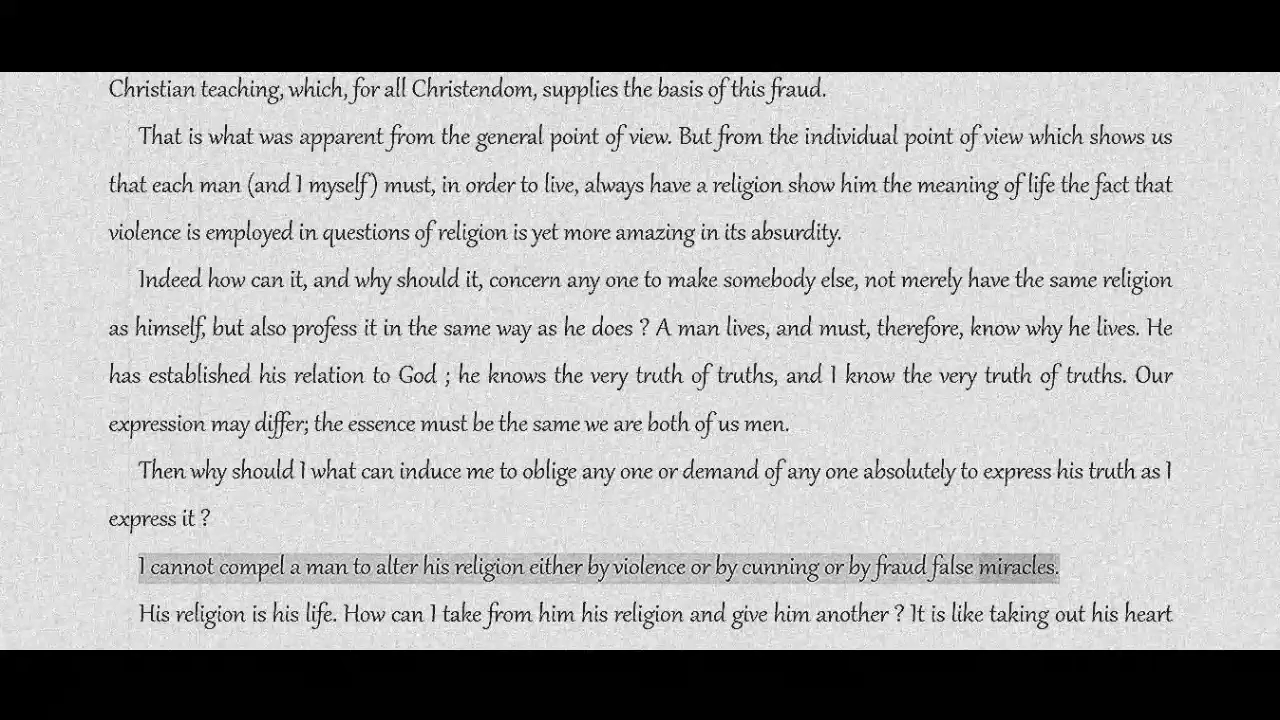 Christian teaching, which, for all Christendom, supplies the basis of this fraud.
That is what was apparent from the general point of view. But from the individual point of view which shows us
that each man (and I myself) must, in order to live, always have a religion show him the meaning of life the fact that
violence is employed in questions of religion is yet more amazing in its absurdity.
Indeed how can it, and why should it, concern any one to make somebody else, not merely have the same religion
as himself, but also profess it in the same way as he does ? A man lives, and must, therefore, know why he lives. He
has established his relation to God ; he knows the very truth of truths, and I know the very truth of truths. Our
expression may differ; the essence must be the same we are both of us men.
Then why should I what can induce me to oblige any one or demand of any one absolutely to express his truth as I
express it ?
I cannot compel a man to alter his religion either by violence or by cunning or by fraud false miracles.
His religion is his life. How can I take from him his religion and give him another ? It is like taking out his heart